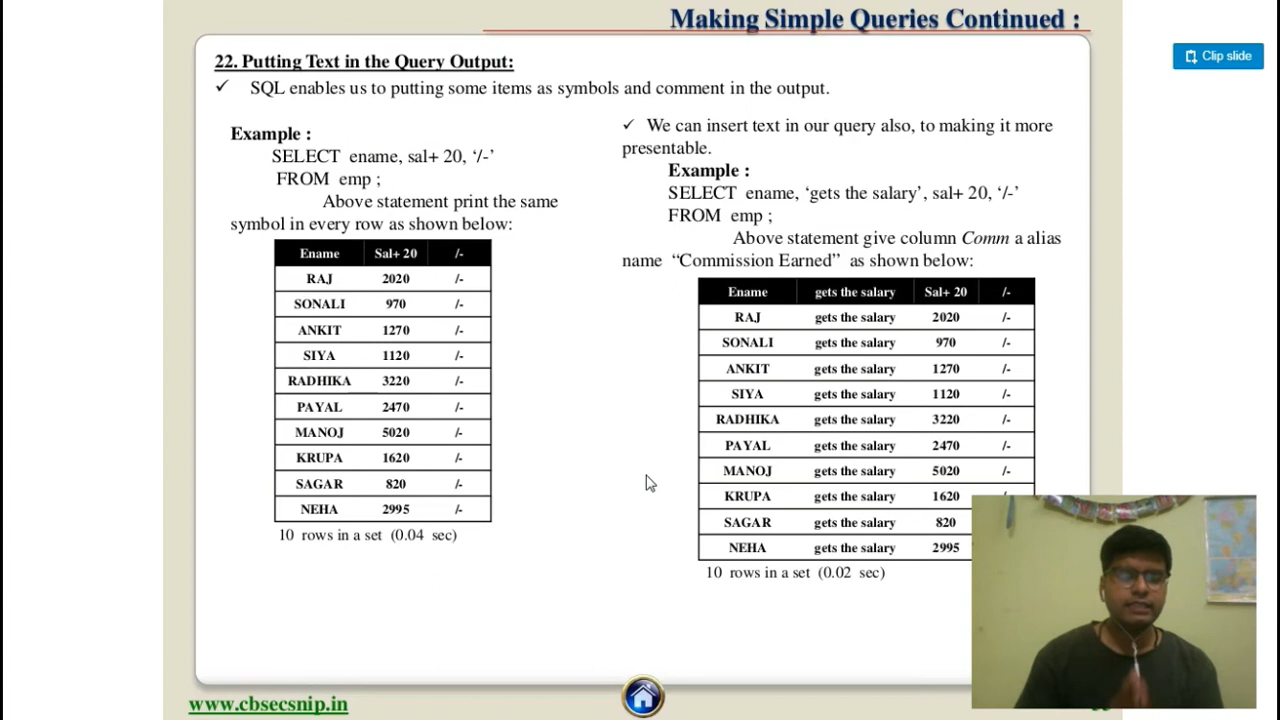 Making Simple Queries Continued :
Clip slide
22. Putting Text in the Query Output:
✓ SQL enables us to putting some items as symbols and comment in the output.
Example :
SELECT ename, sal+ 20, ‘/-’
FROM emp ;
Above statement print the same
symbol in every row as shown below:
Ename Sal+ 20 /-
RAJ 2020 /-
SONALI 970 /-
ANKIT 1270 /-
SIYA 1120 /-
RADHIKA 3220 /-
PAYAL 2470 /-
MANOJ 5020 /-
KRUPA 1620 /-
SAGAR 820 /-
NEHA 2995 /-
10 rows in a set (0.04 sec)
✓ We can insert text in our query also, to making it more
presentable.
Example :
SELECT ename, ‘gets the salary’, sal+ 20, ‘/-’
FROM emp ;
Above statement give column Comm a alias
name “Commission Earned” as shown below:
Ename gets the salary Sal+ 20 /-
RAJ gets the salary 2020 /-
SONALI gets the salary 970 /-
ANKIT gets the salary 1270 /-
SIYA gets the salary 1120 /-
RADHIKA gets the salary 3220 /-
PAYAL gets the salary 2470 /-
MANOJ gets the salary 5020 /-
KRUPA gets the salary 1620
SAGAR gets the salary 820
NEHA gets the salary 2995
10 rows in a set (0.02 sec)
www.cbsecsnip.in